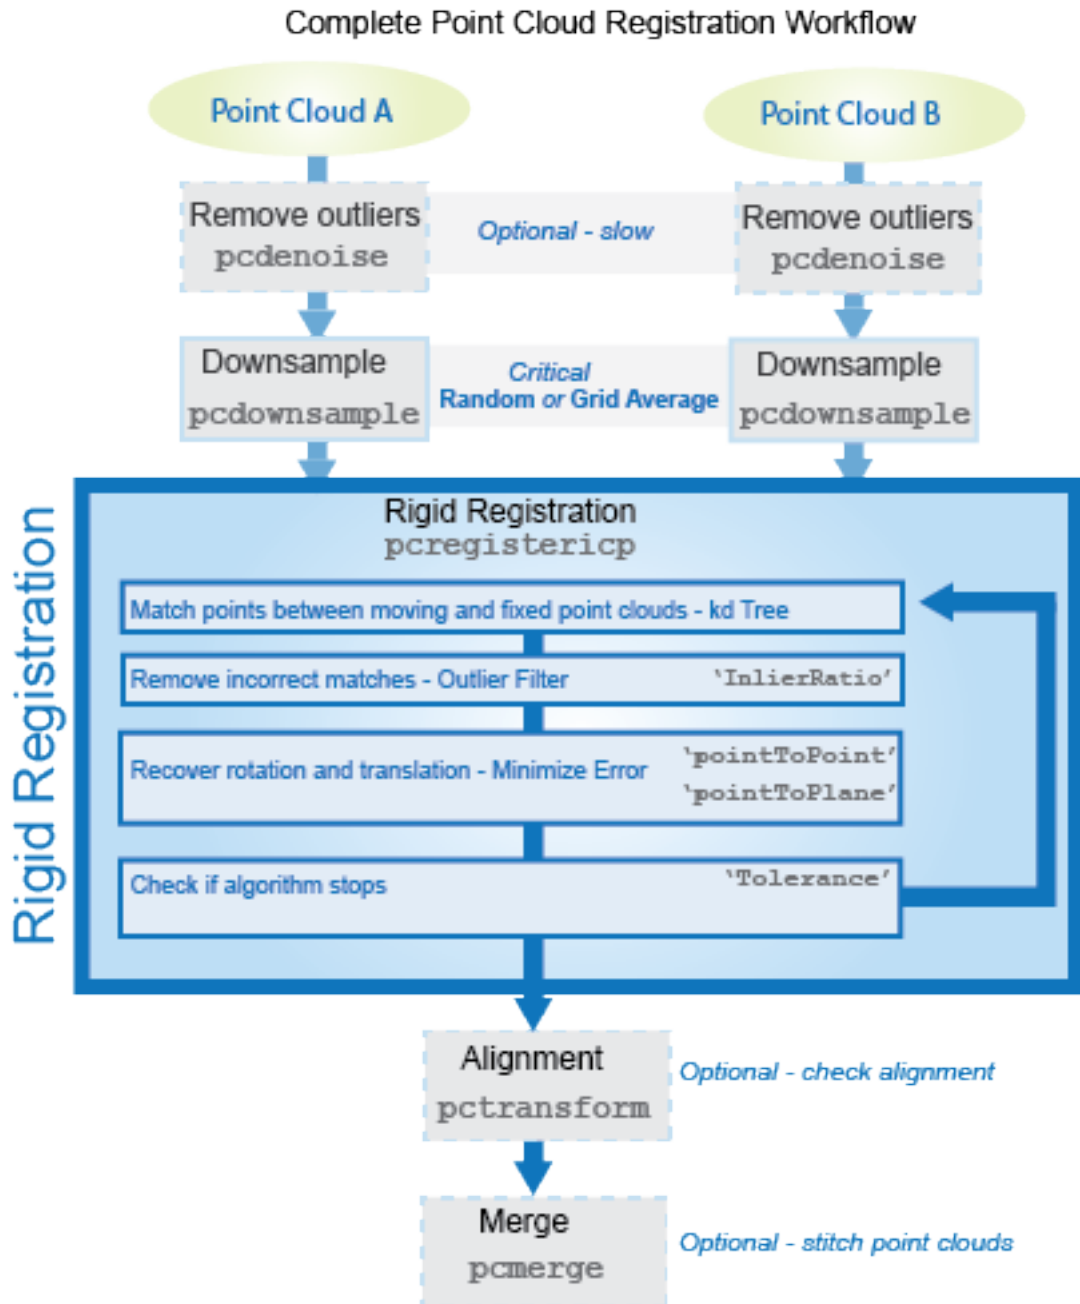 Complete Point Cloud Registration Workflow
Point Cloud A
Point Cloud B
Remove outliers
pcdenoise
Optional - slow
Remove outliers
pcdenoise
Downsample
pcdownsample
Critical
Random or Grid Average
Downsample
pcdownsample
Rigid Registration
Rigid Registration
pcregistericp
Match points between moving and fixed point clouds - kd Tree
Remove incorrect matches - Outlier Filter
‘InlierRatio’
Recover rotation and translation - Minimize Error
‘pointToPoint’
‘pointToPlane’
Check if algorithm stops
‘Tolerance’
Alignment
pctransform
Optional - check alignment
Merge
pcmerge
Optional - stitch point clouds